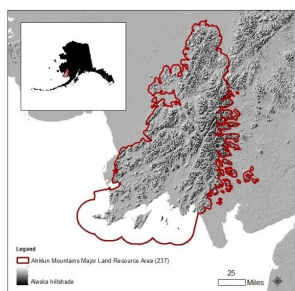 Legend
Ahklun Mountains Major Land Resource Area (237)
Alaska hillshade
25
Miles